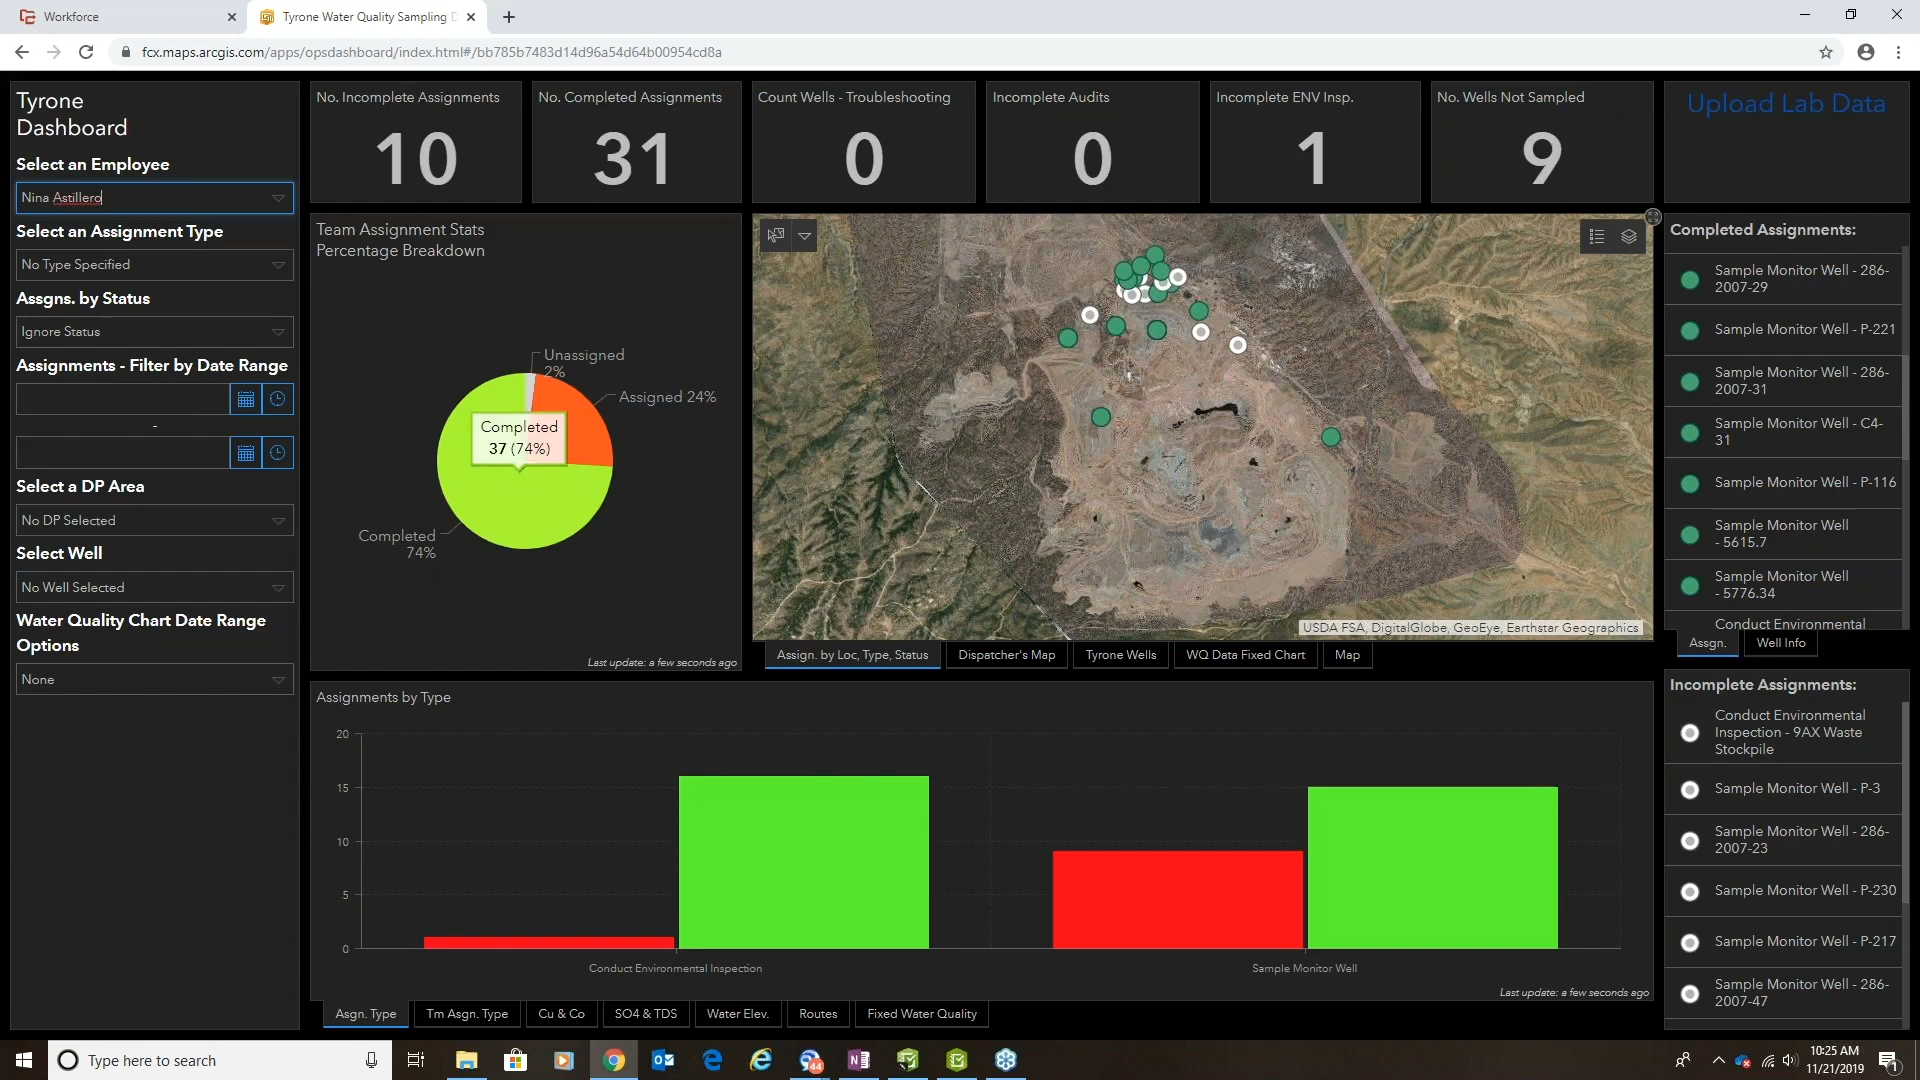 Workforce
Tyrone Water Quality Sampling D
fcx.maps.arcgis.com/apps/opsdashboard/index.html#/bb785b7483d14d96a54d64b00954cd8a
Tyrone
Dashboard
Select an Employee
Nina Astillero
Select an Assignment Type
No Type Specified
Assgns. by Status
Ignore Status
Assignments - Filter by Date Range
-
Select a DP Area
No DP Selected
Select Well
No Well Selected
Water Quality Chart Date Range
Options
None
No. Incomplete Assignments
10
No. Completed Assignments
31
Count Wells - Troubleshooting
0
Incomplete Audits
0
Incomplete ENV Insp.
1
No. Wells Not Sampled
9
Upload Lab Data
Team Assignment Stats
Percentage Breakdown
Unassigned
2%
Assigned 24%
Completed
37 (74%)
Completed
74%
Last update: a few seconds ago
USDA FSA, DigitalGlobe, GeoEye, Earthstar Geographics
Assign. by Loc, Type, Status
Dispatcher's Map
Tyrone Wells
WQ Data Fixed Chart
Map
Completed Assignments:
Sample Monitor Well - 286-
2007-29
Sample Monitor Well - P-221
Sample Monitor Well - 286-
2007-31
Sample Monitor Well - C4-
31
Sample Monitor Well - P-116
Sample Monitor Well
- 5615.7
Sample Monitor Well
- 5776.34
Conduct Environmental
Assgn.
Well Info
Incomplete Assignments:
Conduct Environmental
Inspection - 9AX Waste
Stockpile
Sample Monitor Well - P-3
Sample Monitor Well - 286-
2007-23
Sample Monitor Well - P-230
Sample Monitor Well - P-217
Sample Monitor Well - 286-
2007-47
Assignments by Type
20
15
10
5
0
Conduct Environmental Inspection
Sample Monitor Well
Last update: a few seconds ago
Asgn. Type
Tm Asgn. Type
Cu & Co
SO4 & TDS
Water Elev.
Routes
Fixed Water Quality
Type here to search
44
10:25 AM
11/21/2019
1